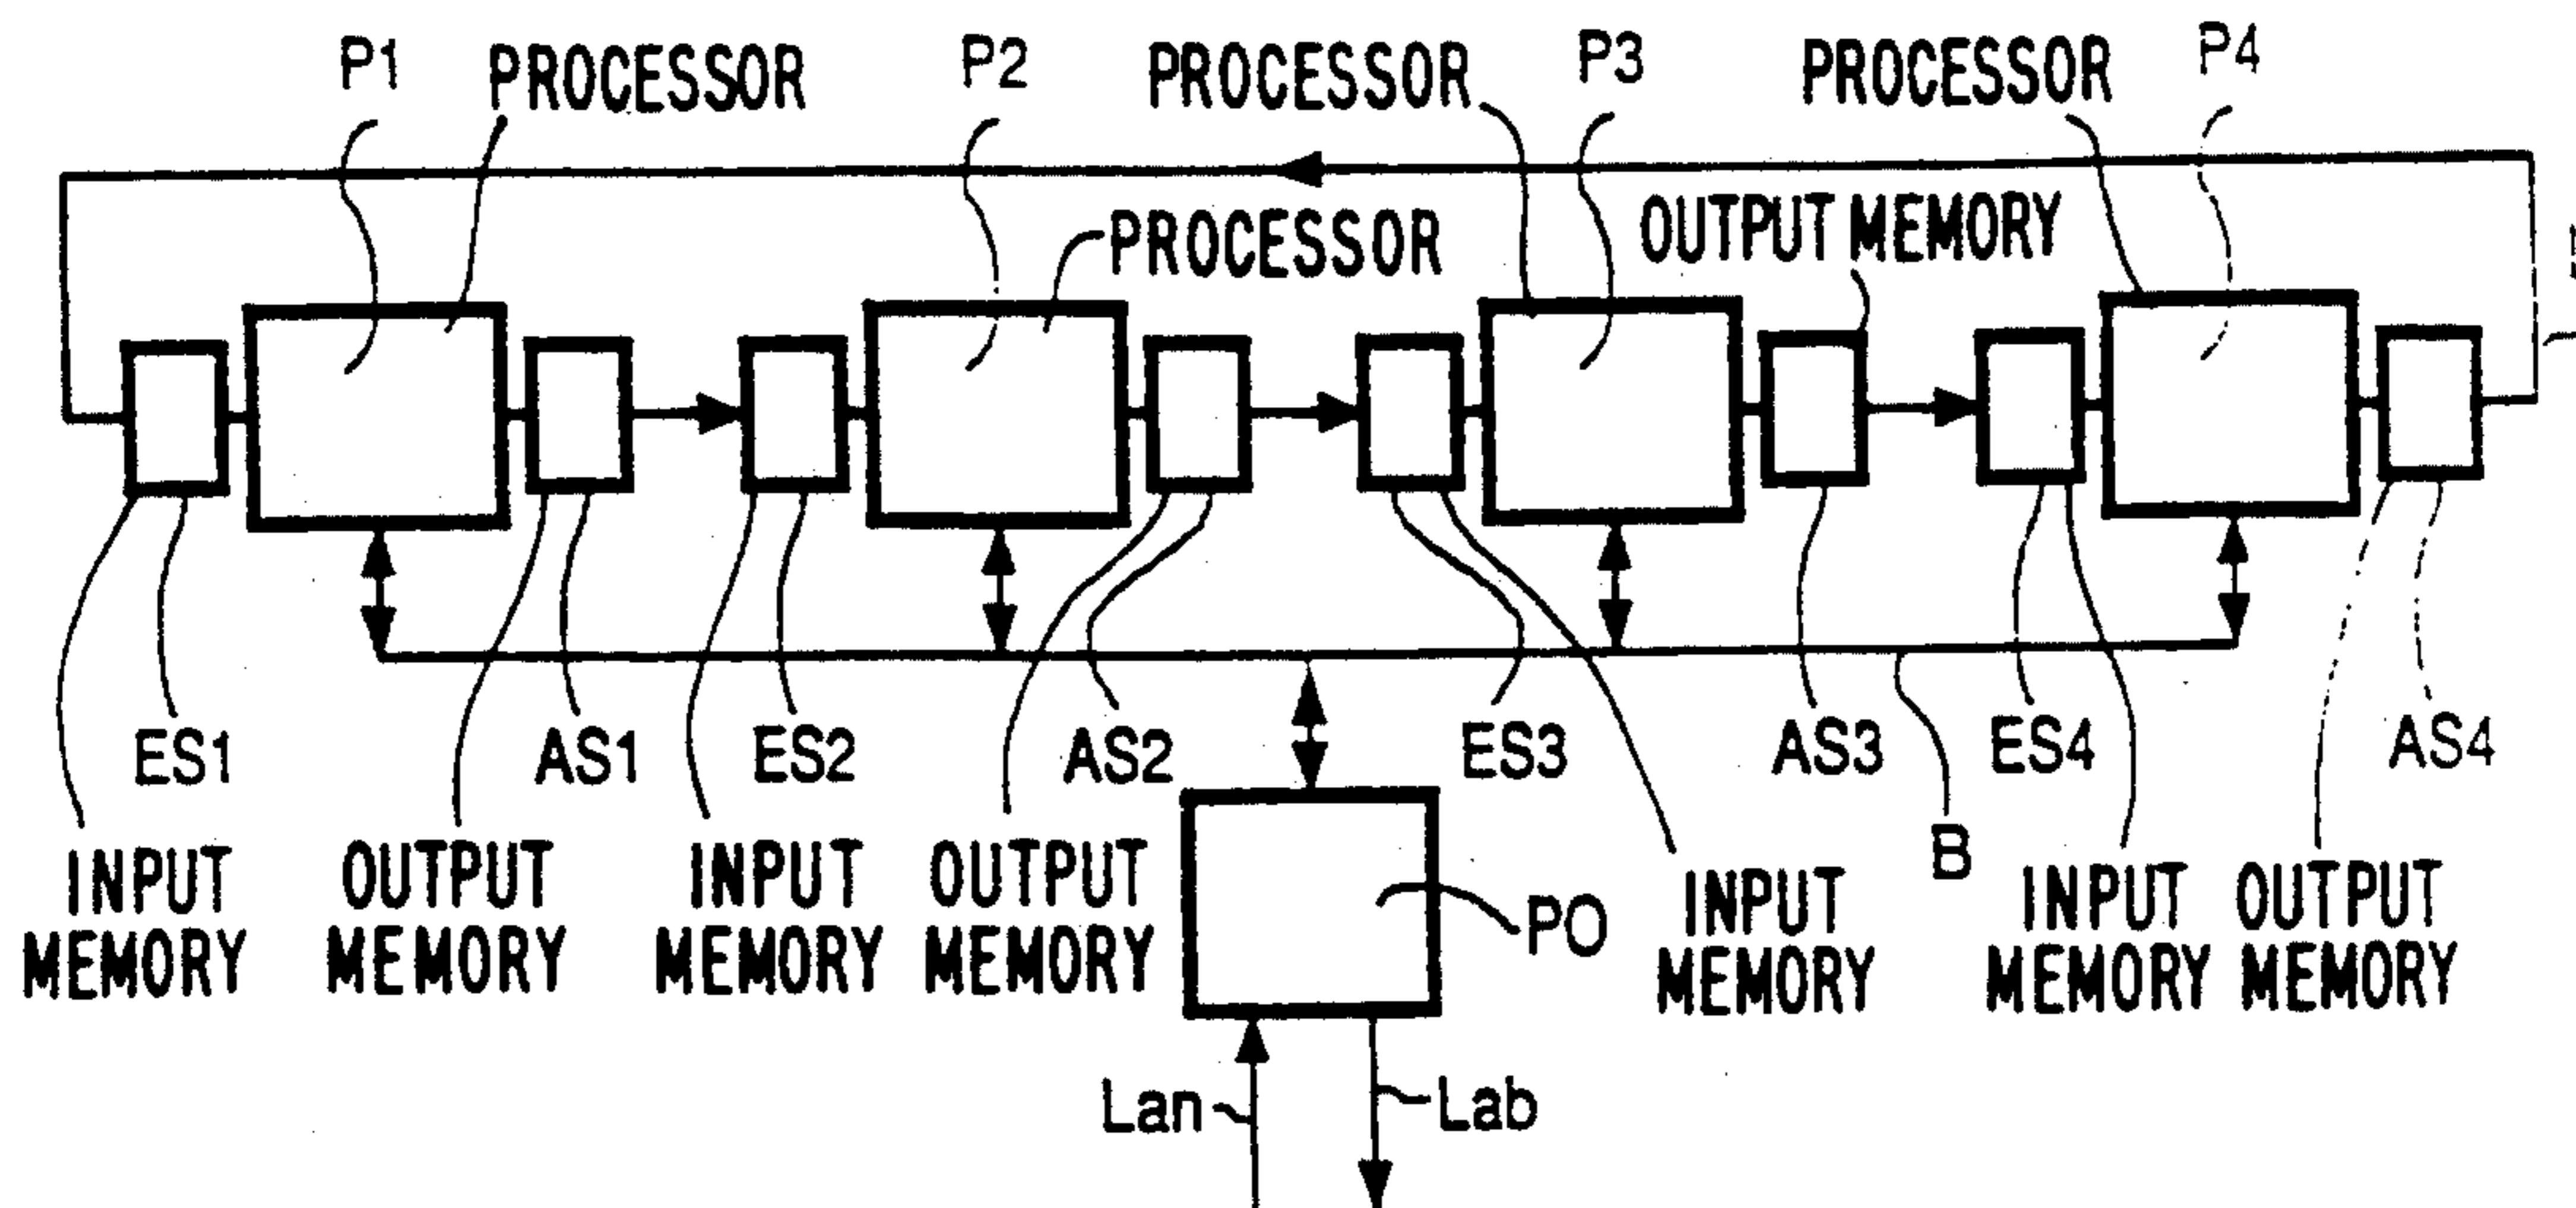 P1
PROCESSOR
P2
PROCESSOR
P3
PROCESSOR
P4
PROCESSOR
OUTPUT MEMORY
ES1
AS1
ES2
AS2
ES3
AS3
ES4
AS4
B
INPUT
MEMORY
OUTPUT
MEMORY
INPUT
MEMORY
OUTPUT
MEMORY
INPUT
MEMORY
INPUT
MEMORY
OUTPUT
MEMORY
PO
Lan
Lab